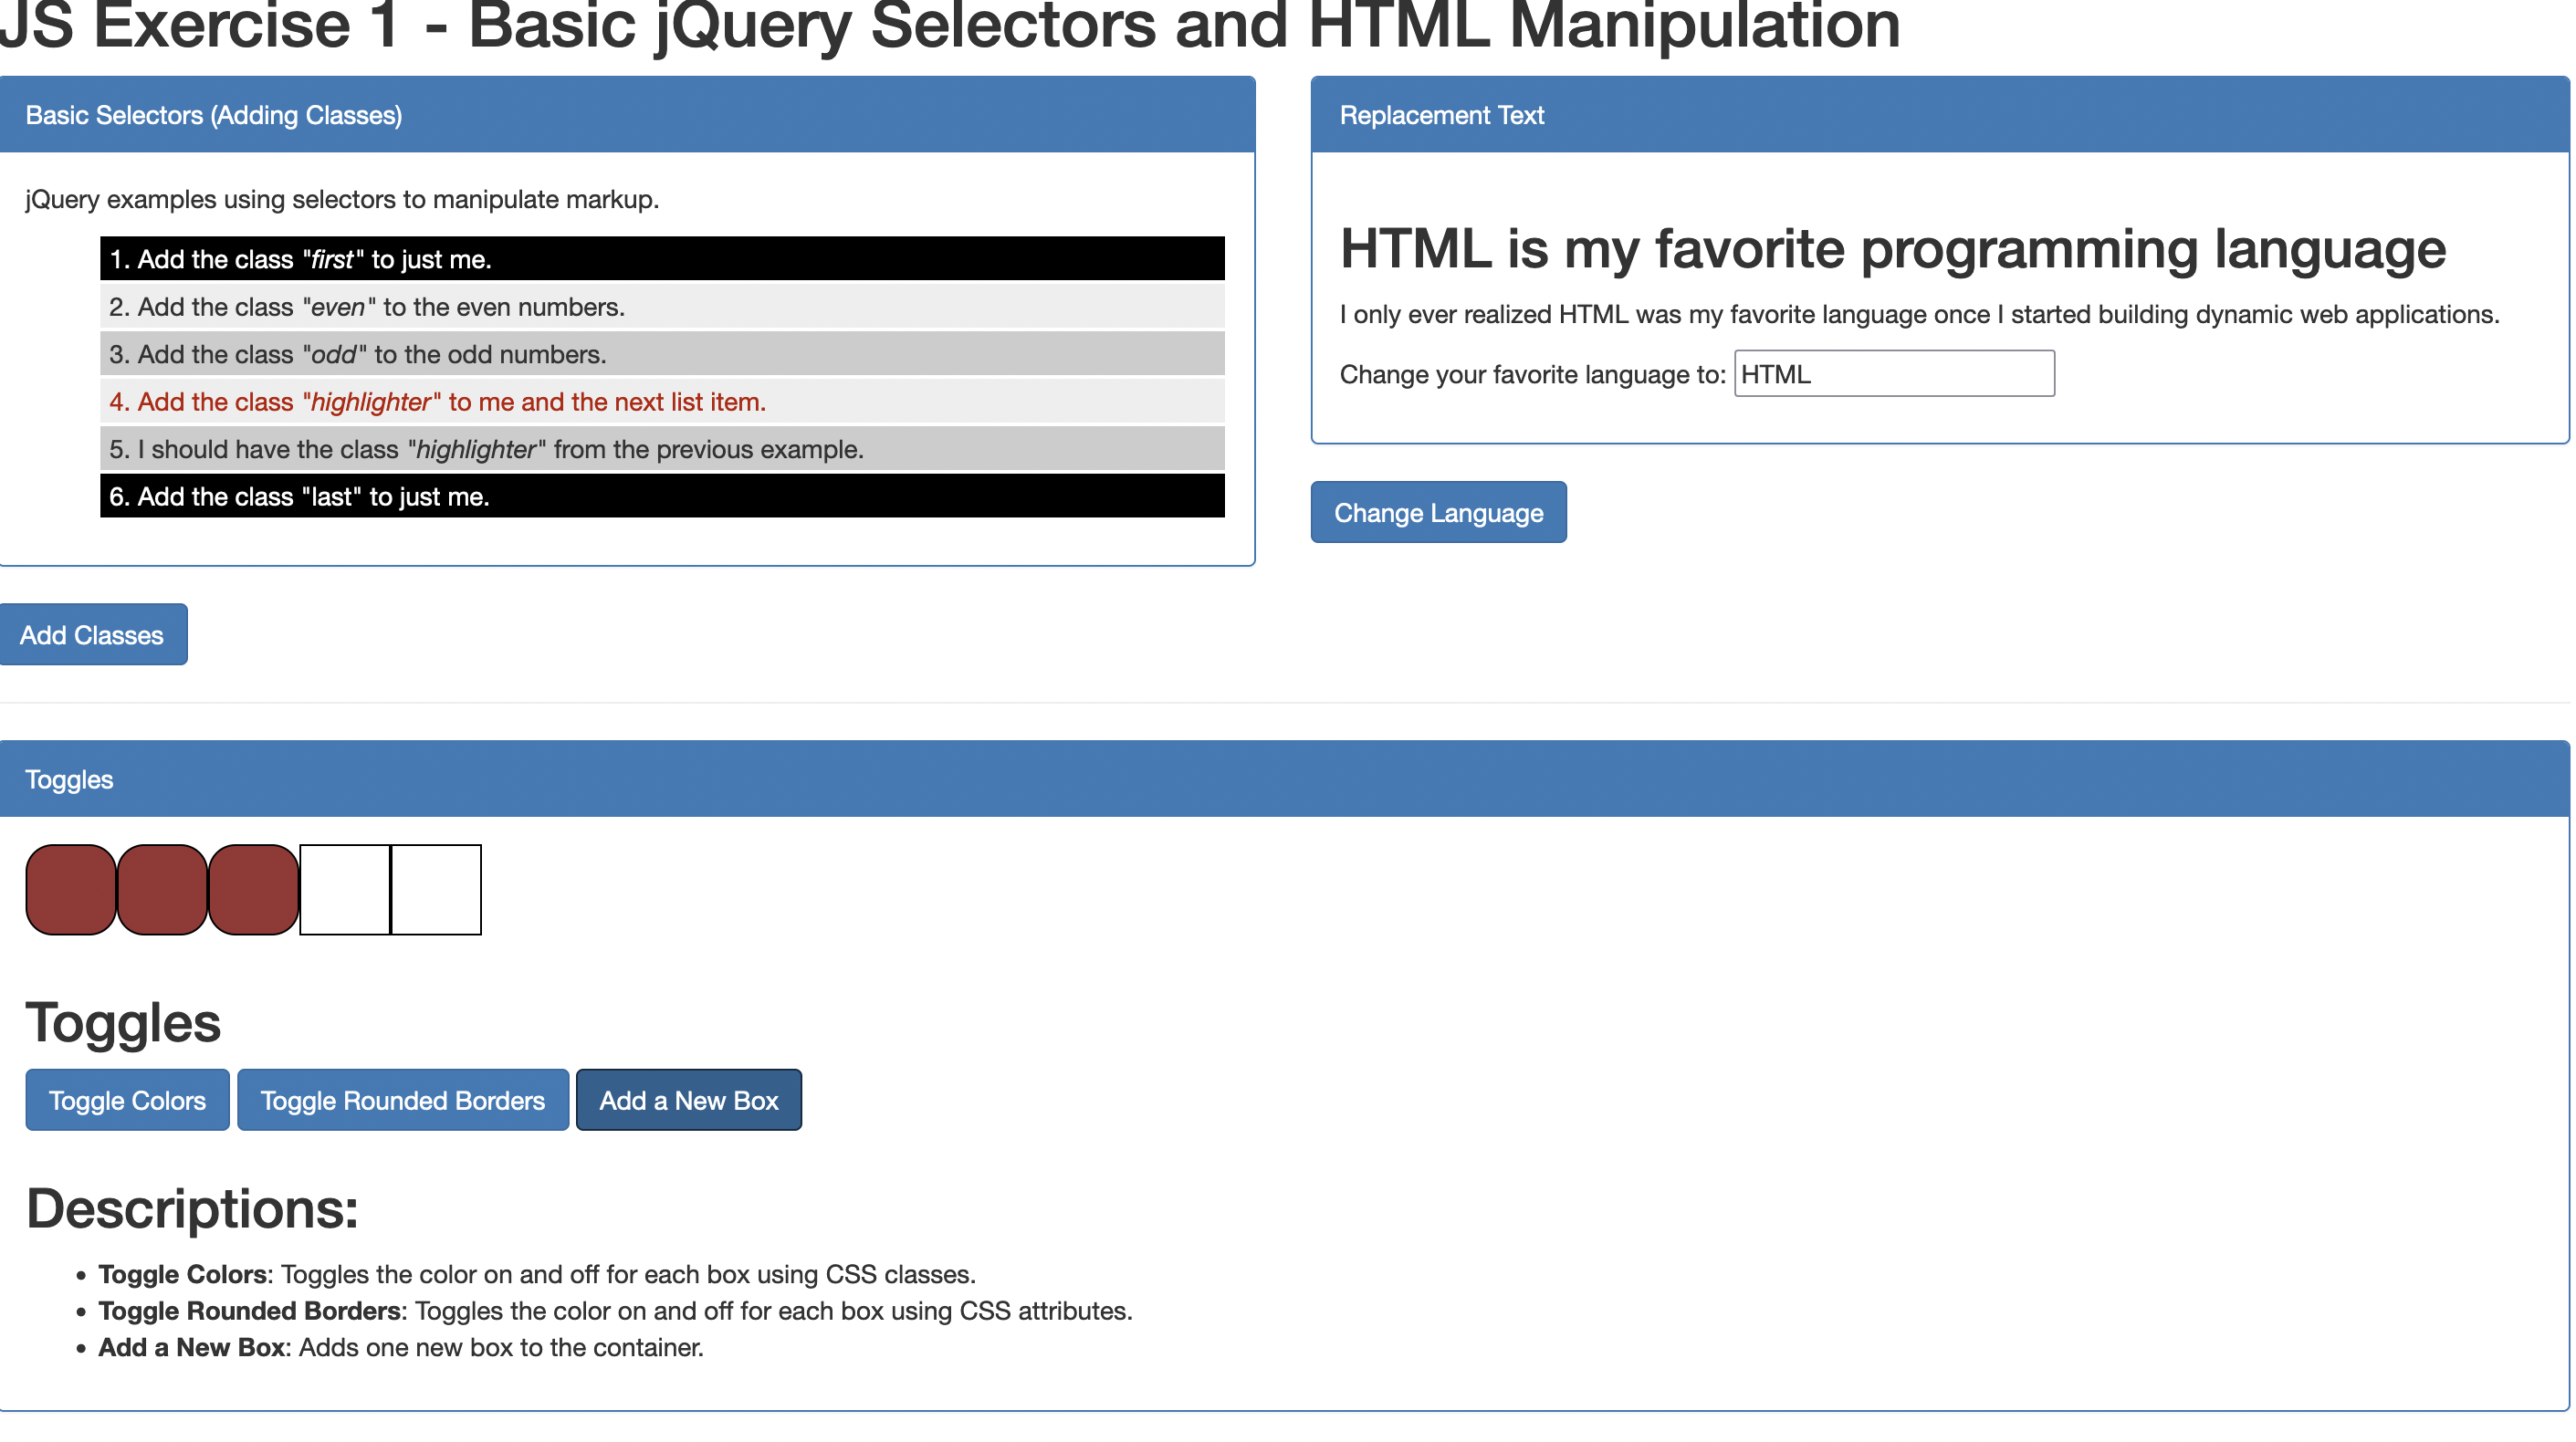 JS Exercise 1 - Basic jQuery Selectors and HTML Manipulation
Basic Selectors (Adding Classes)
jQuery examples using selectors to manipulate markup.
1. Add the class "first" to just me.
2. Add the class "even" to the even numbers.
3. Add the class "odd" to the odd numbers.
4. Add the class "highlighter" to me and the next list item.
5. I should have the class "highlighter" from the previous example.
6. Add the class "last" to just me.
Add Classes
Replacement Text
HTML is my favorite programming language
I only ever realized HTML was my favorite language once I started building dynamic web applications.
Change your favorite language to: HTML
Change Language
Toggles
Toggles
Toggle Colors Toggle Rounded Borders Add a New Box
Descriptions:
• Toggle Colors: Toggles the color on and off for each box using CSS classes.
• Toggle Rounded Borders: Toggles the color on and off for each box using CSS attributes.
• Add a New Box: Adds one new box to the container.